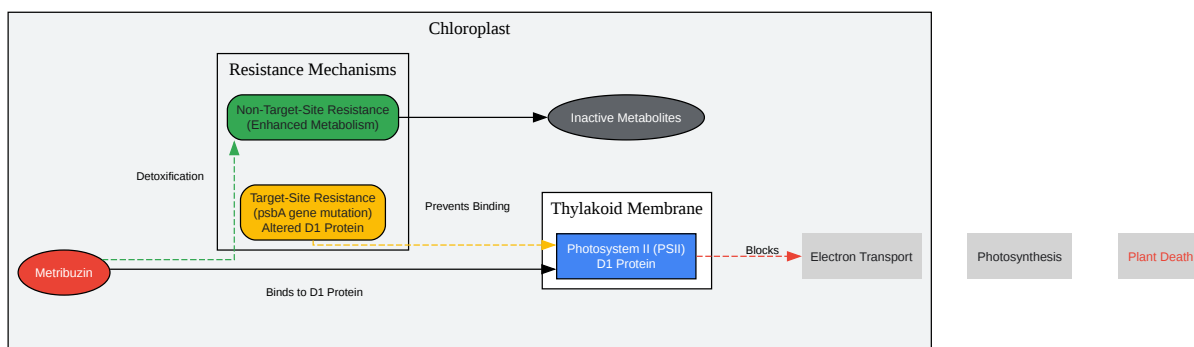 Chloroplast
Resistance Mechanisms
Non-Target-Site Resistance
(Enhanced Metabolism)
Inactive Metabolites
Detoxification
Target-Site Resistance
(psbA gene mutation)
Altered D1 Protein
Prevents Binding
Thylakoid Membrane
Photosystem II (PSII)
D1 Protein
Blocks
Electron Transport
Photosynthesis
Plant Death
Metribuzin
Binds to D1 Protein